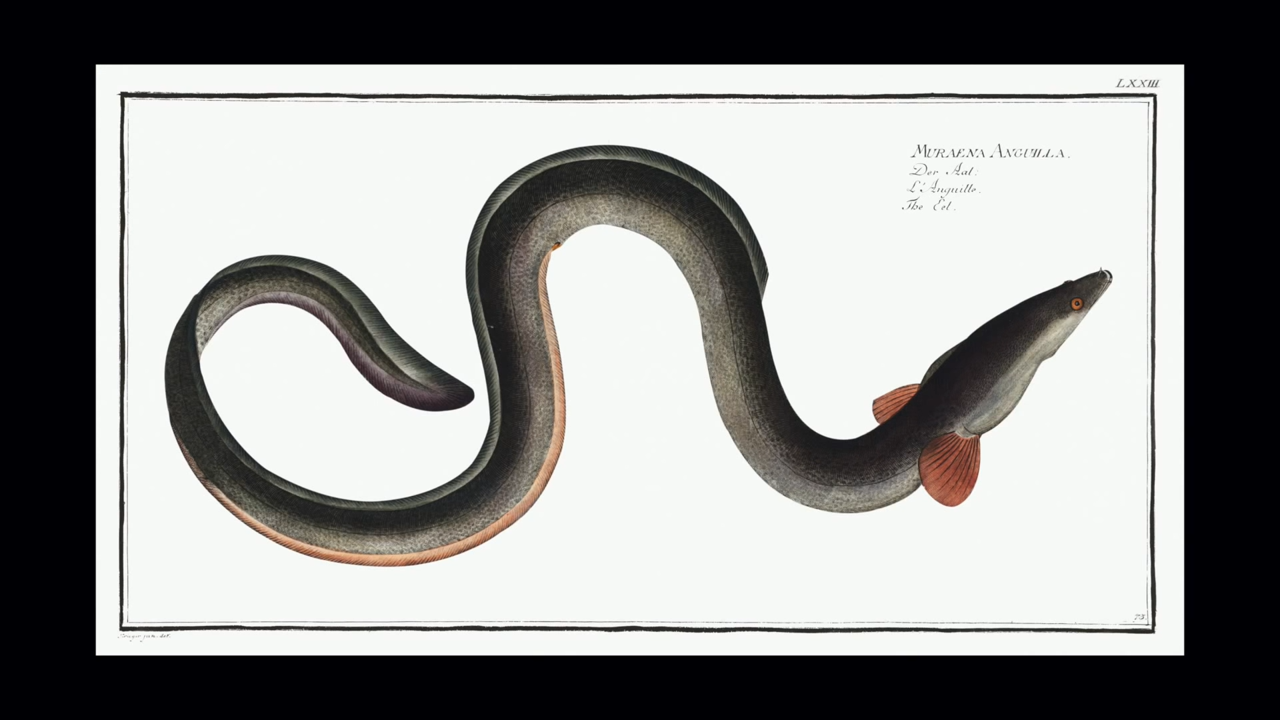 LXXIII
MURAENA ANGUILLA.
Der Aal.
L'Anguille.
The Eel.
73.